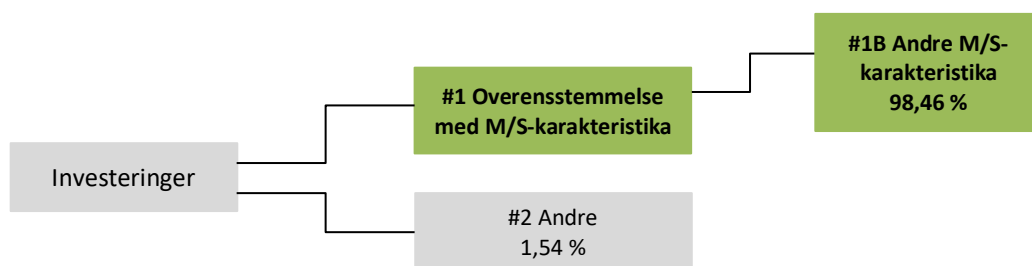 Investeringer
#1 Overensstemmelse
med M/S-karakteristika
#1B Andre M/S-
karakteristika
98,46 %
#2 Andre
1,54 %